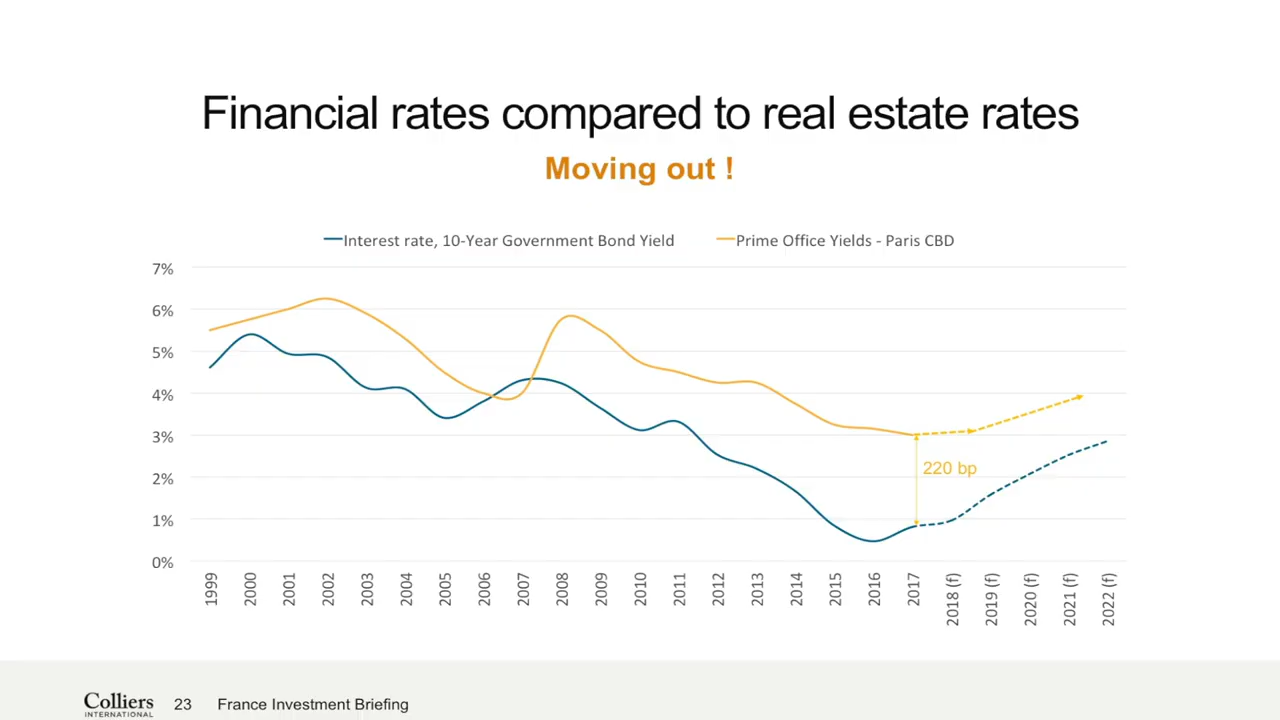 Financial rates compared to real estate rates
Moving out !
Interest rate, 10-Year Government Bond Yield
Prime Office Yields - Paris CBD
7%
6%
5%
4%
3%
2%
1%
0%
220 bp
1999
2000
2001
2002
2003
2004
2005
2006
2007
2008
2009
2010
2011
2012
2013
2014
2015
2016
2017
2018 (f)
2019 (f)
2020 (f)
2021 (f)
2022 (f)
Colliers
INTERNATIONAL
23
France Investment Briefing